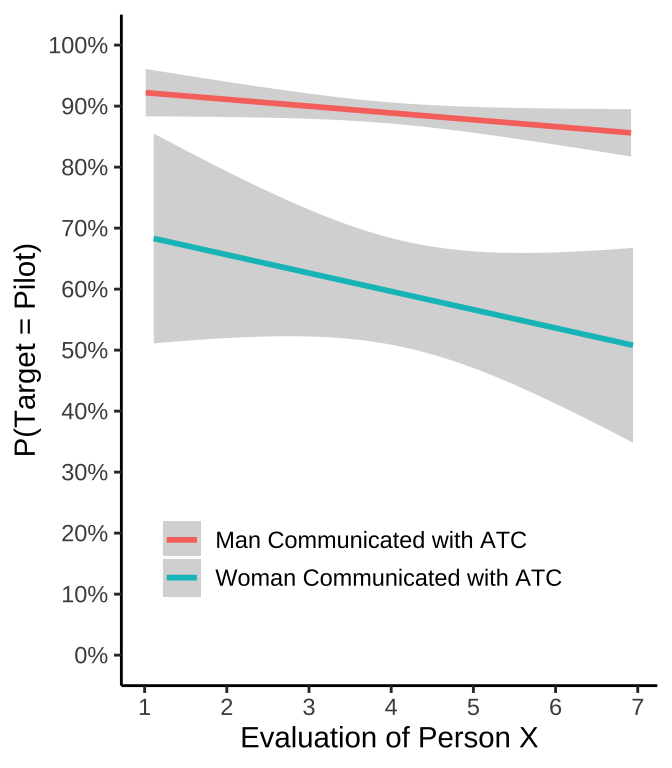 100%
90%
80%
70%
60%
50%
40%
30%
20%
10%
0%
P(Target = Pilot)
Man Communicated with ATC
Woman Communicated with ATC
1 2 3 4 5 6 7
Evaluation of Person X